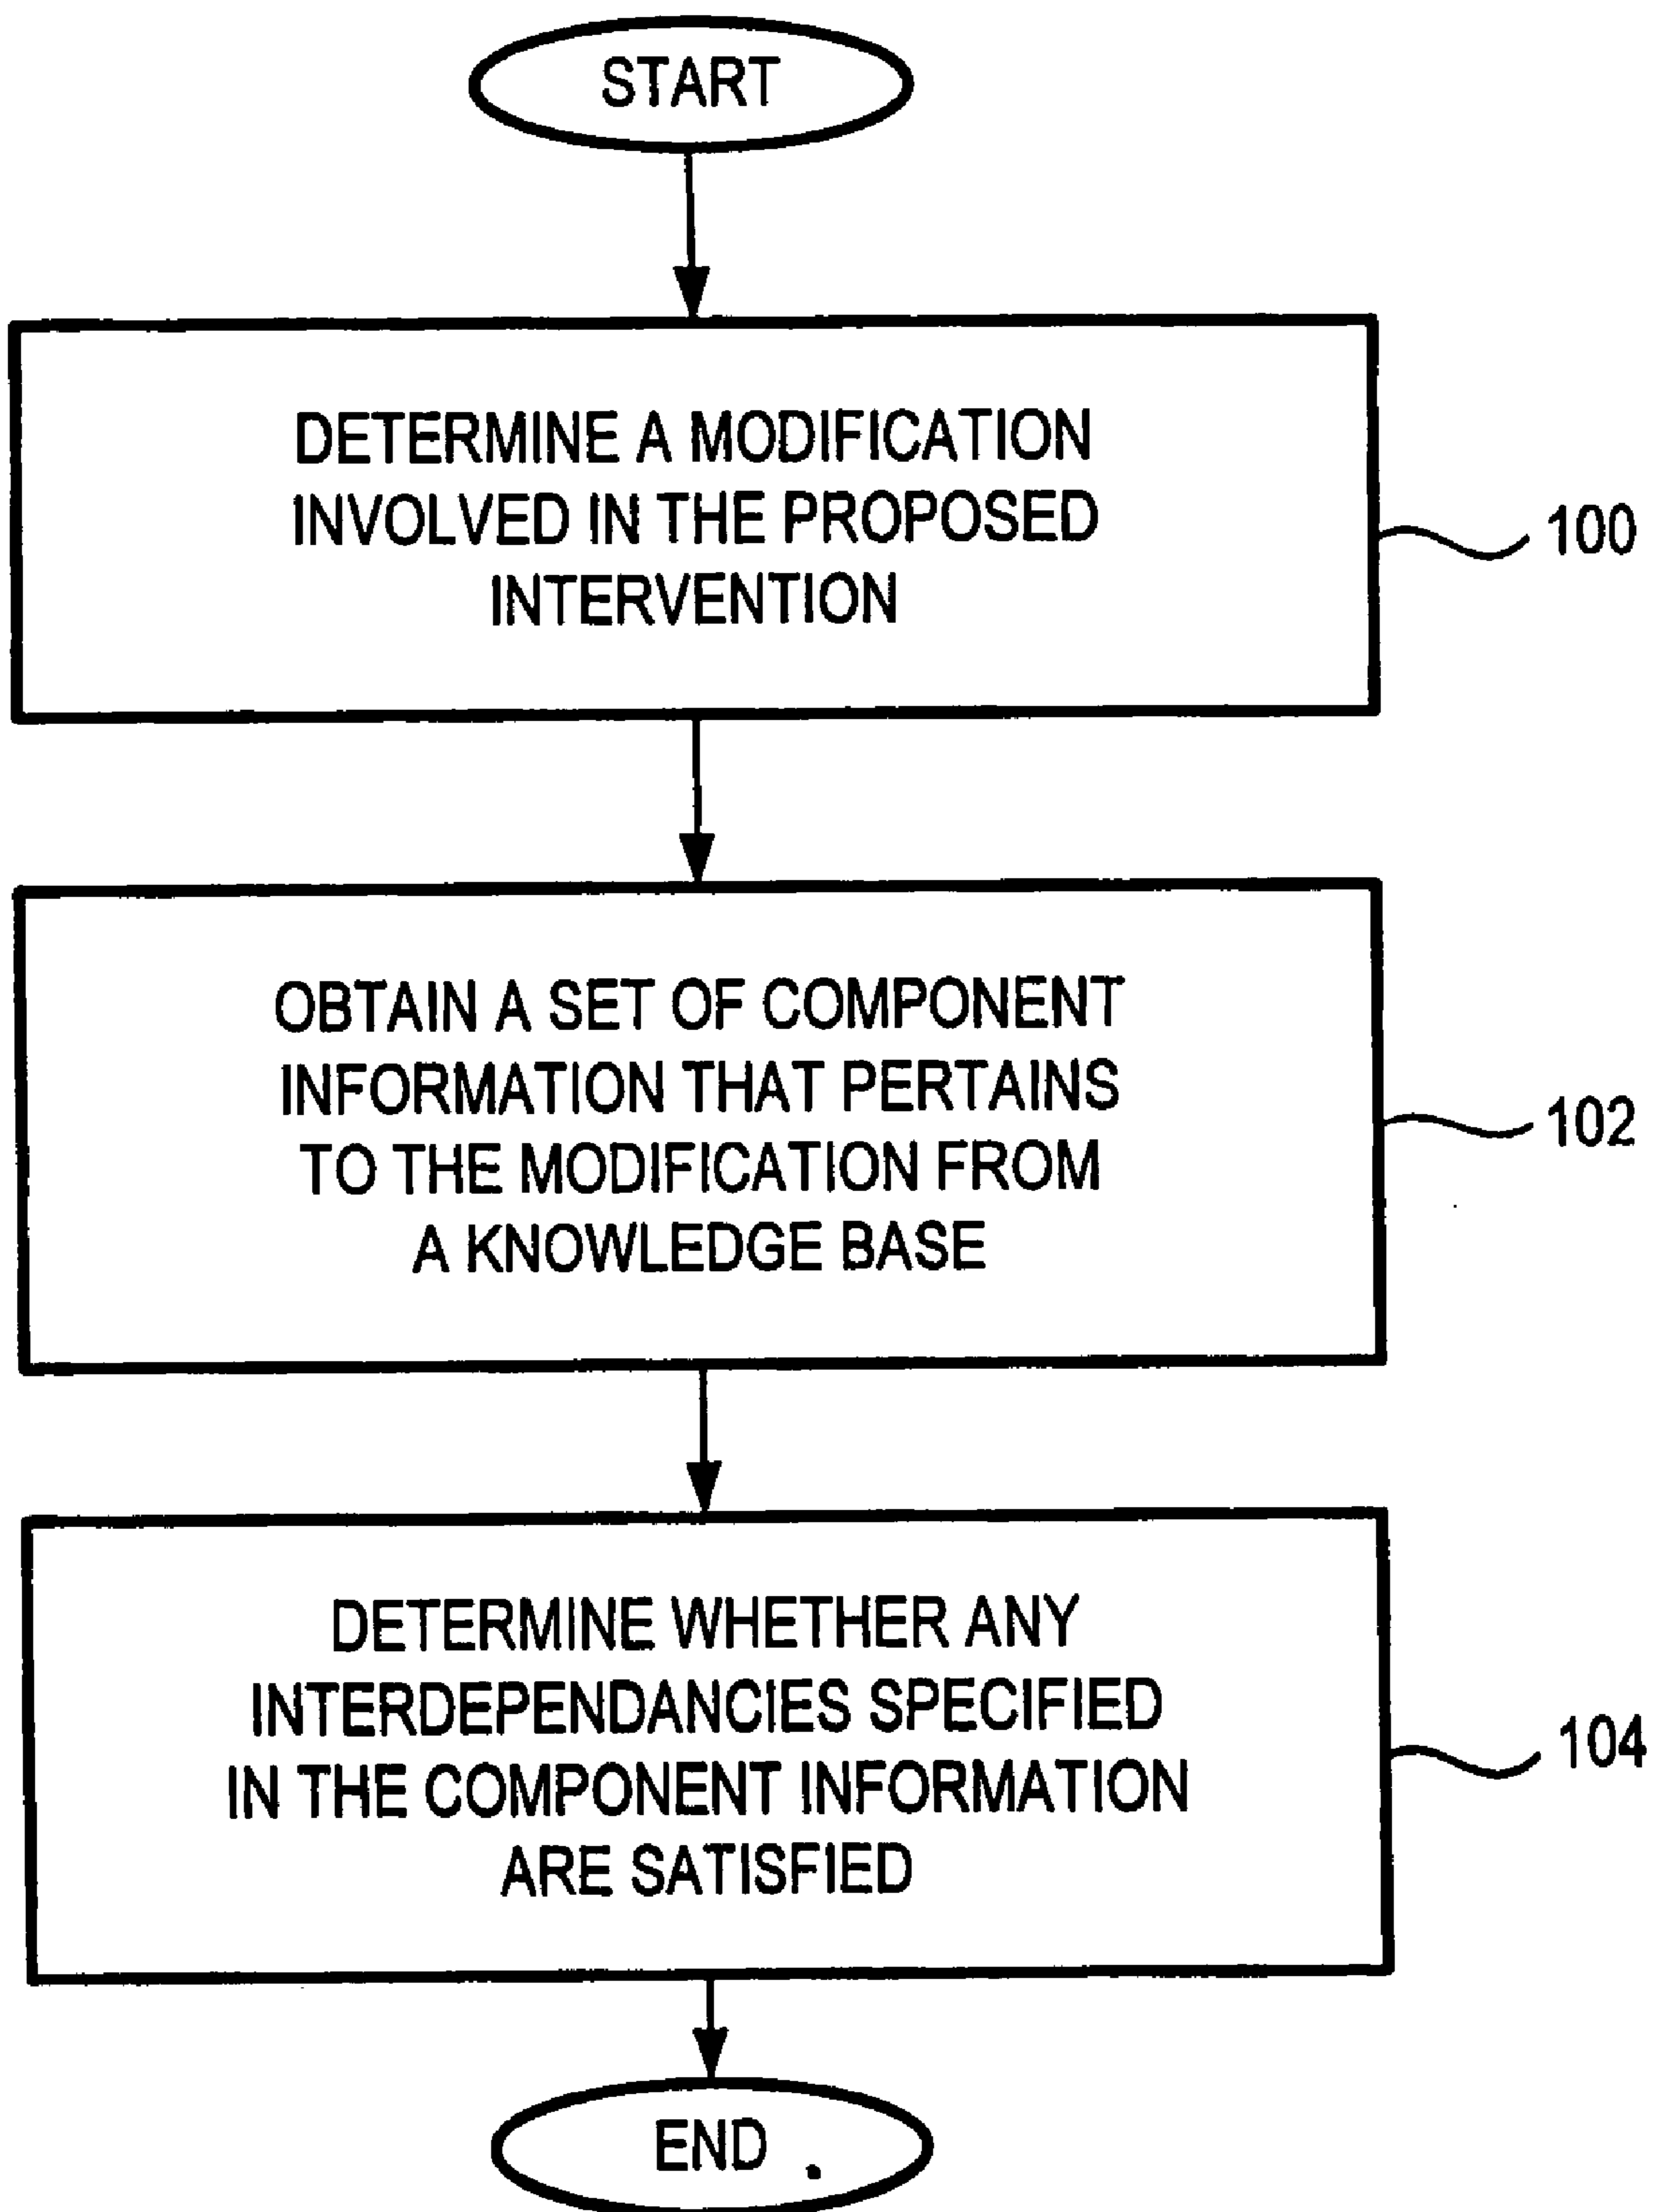 START
DETERMINE A MODIFICATION
INVOLVED IN THE PROPOSED
INTERVENTION
100
OBTAIN A SET OF COMPONENT
INFORMATION THAT PERTAINS
TO THE MODIFICATION FROM
A KNOWLEDGE BASE
102
DETERMINE WHETHER ANY
INTERDEPENDANCIES SPECIFIED
IN THE COMPONENT INFORMATION
ARE SATISFIED
104
END